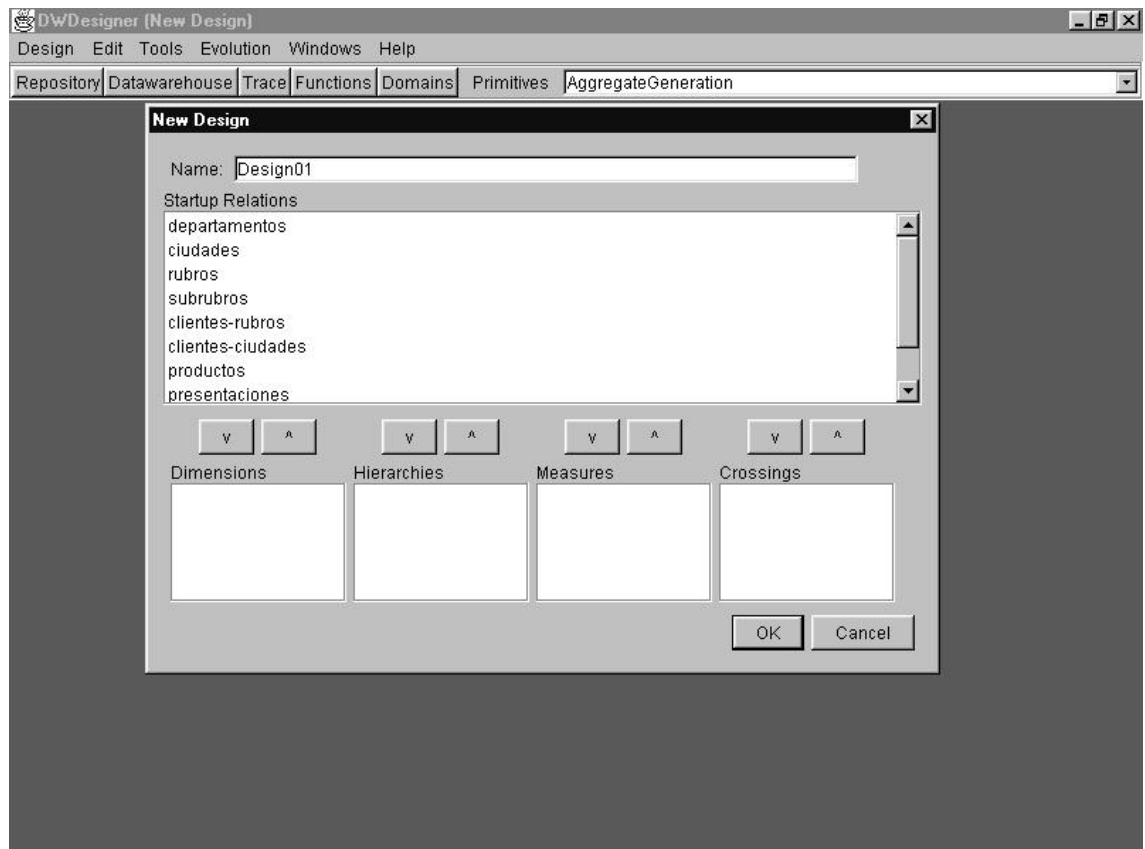 DWDesigner (New Design)
Design Edit Tools Evolution Windows Help
Repository Datawarehouse Trace Functions Domains Primitives AggregateGeneration
New Design
Name: Design01
Startup Relations
departamentos
ciudades
rubros
subrubros
clientes-rubros
clientes-ciudades
productos
presentaciones
v ^ v ^ v ^ v ^
Dimensions Hierarchies Measures Crossings
OK Cancel